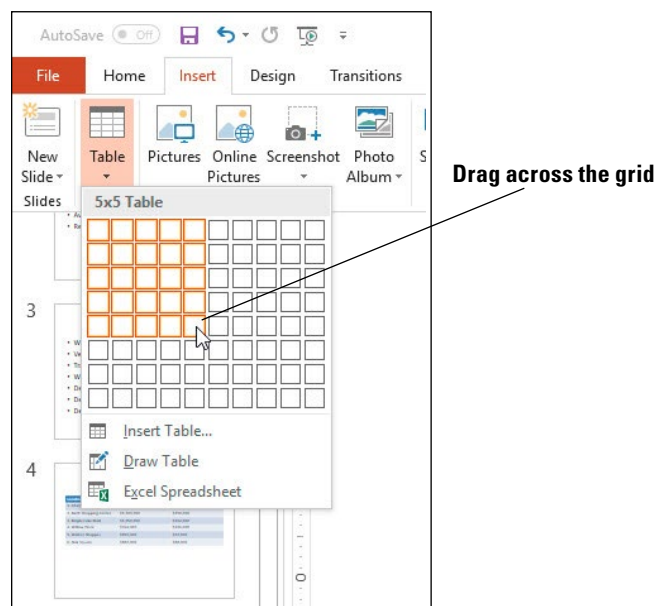 AutoSave Off
File Home Insert Design Transitions
New Slide Table Pictures Online Pictures Screenshot Photo Album S
Slides
5x5 Table
Drag across the grid
3
Insert Table...
4
Draw Table
Excel Spreadsheet
0